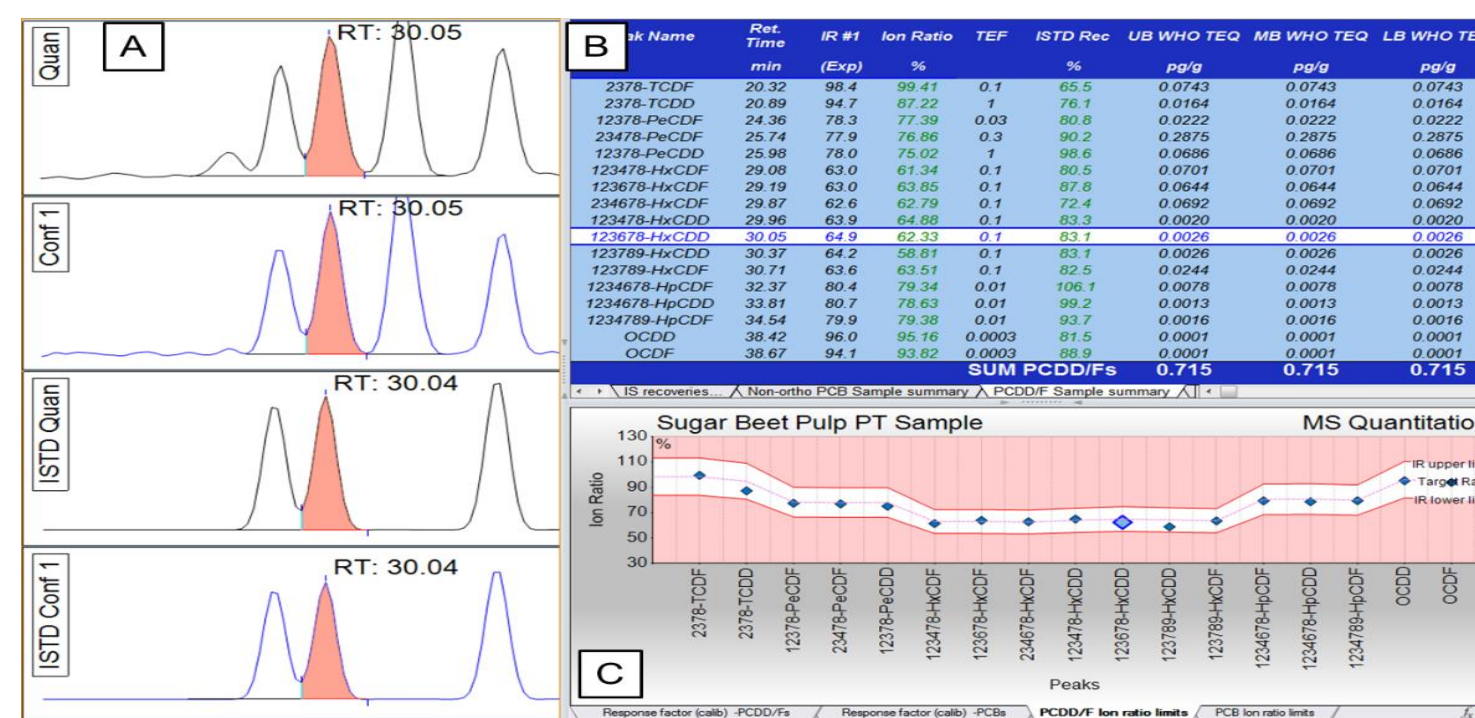 A
Quan
RT: 30.05
Conf 1
RT: 30.05
ISTD Quan
RT: 30.04
ISTD Conf 1
RT: 30.04
B
ak Name Ret. Time IR #1 Ion Ratio TEF ISTD Rec UB WHO TEQ MB WHO TEQ LB WHO TE
min (Exp) % % pg/g pg/g pg/g
2378-TCDF 20.32 98.4 99.41 0.1 65.5 0.0743 0.0743 0.0743
2378-TCDD 20.89 94.7 87.22 1 76.1 0.0164 0.0164 0.0164
12378-PeCDF 24.36 78.3 77.39 0.03 80.8 0.0222 0.0222 0.0222
23478-PeCDF 25.74 77.9 76.86 0.3 90.2 0.2875 0.2875 0.2875
12378-PeCDD 25.98 78.0 75.02 1 98.6 0.0686 0.0686 0.0686
123478-HxCDF 29.08 63.0 61.34 0.1 80.5 0.0701 0.0701 0.0701
123678-HxCDF 29.19 63.0 63.85 0.1 87.8 0.0644 0.0644 0.0644
234678-HxCDF 29.87 62.6 62.79 0.1 72.4 0.0692 0.0692 0.0692
123478-HxCDD 29.96 63.9 64.88 0.1 83.3 0.0020 0.0020 0.0020
123678-HxCDD 30.05 64.9 62.33 0.1 83.1 0.0026 0.0026 0.0026
123789-HxCDD 30.37 64.2 58.81 0.1 83.1 0.0026 0.0026 0.0026
123789-HxCDF 30.71 63.6 63.51 0.1 82.5 0.0244 0.0244 0.0244
1234678-HpCDF 32.37 80.4 79.34 0.01 106.1 0.0078 0.0078 0.0078
1234678-HpCDD 33.81 80.7 78.63 0.01 99.2 0.0013 0.0013 0.0013
1234789-HpCDF 34.54 79.9 79.38 0.01 93.7 0.0016 0.0016 0.0016
OCDD 38.42 96.0 95.16 0.0003 81.5 0.0001 0.0001 0.0001
OCDF 38.67 94.1 93.82 0.0003 88.9 0.0001 0.0001 0.0001
SUM PCDD/Fs 0.715 0.715 0.715
IS recoveries... Non-ortho PCB Sample summary PCDD/F Sample summary
Sugar Beet Pulp PT Sample MS Quantitatio
130
%
110
90
70
50
30
Ion Ratio
IR upper li
Target Ra
IR lower li
2378-TCDF
2378-TCDD
12378-PeCDF
23478-PeCDF
12378-PeCDD
123478-HxCDF
123678-HxCDF
234678-HxCDF
123478-HxCDD
123678-HxCDD
123789-HxCDD
123789-HxCDF
1234678-HpCDF
1234678-HpCDD
1234789-HpCDF
OCDD
OCDF
Peaks
C
Response factor (calib) -PCDD/Fs Response factor (calib) -PCBs PCDD/F Ion ratio limits PCB Ion ratio limits